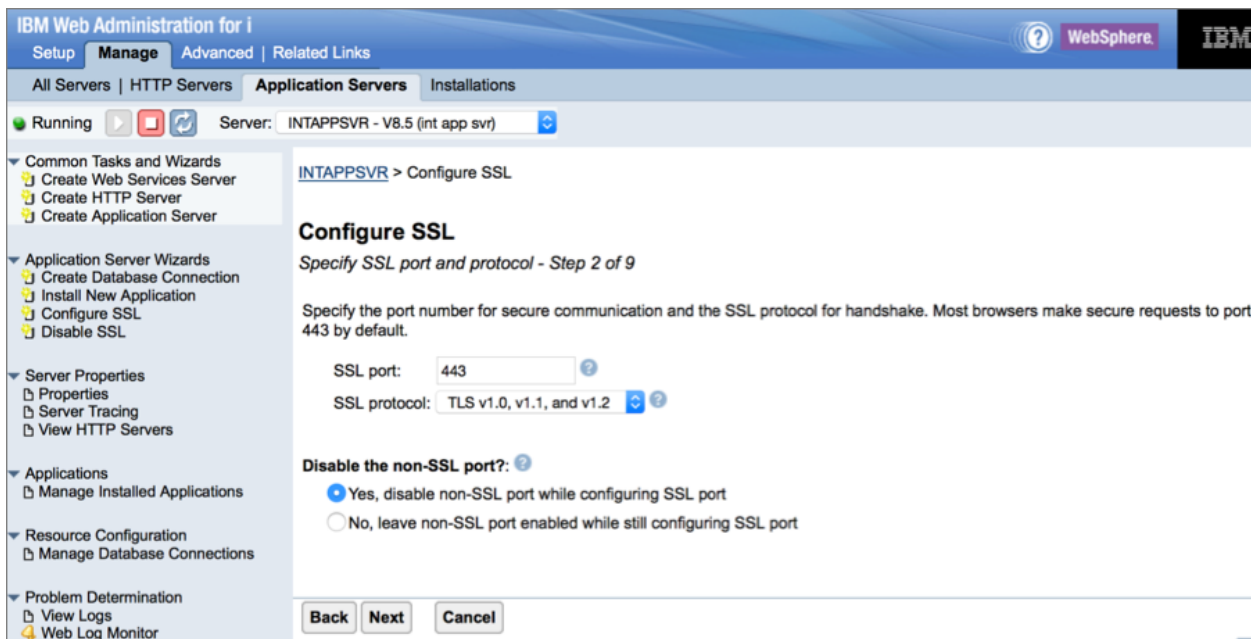 IBM Web Administration for i
Setup Manage Advanced | Related Links
WebSphere.
IBM
All Servers | HTTP Servers Application Servers Installations
Running Server: INTAPPSVR - V8.5 (int app svr)
Common Tasks and Wizards
Create Web Services Server
Create HTTP Server
Create Application Server
Application Server Wizards
Create Database Connection
Install New Application
Configure SSL
Disable SSL
Server Properties
Properties
Server Tracing
View HTTP Servers
Applications
Manage Installed Applications
Resource Configuration
Manage Database Connections
Problem Determination
View Logs
Web Log Monitor
INTAPPSVR > Configure SSL
Configure SSL
Specify SSL port and protocol - Step 2 of 9
Specify the port number for secure communication and the SSL protocol for handshake. Most browsers make secure requests to port
443 by default.
SSL port: 443 ?
SSL protocol: TLS v1.0, v1.1, and v1.2 ?
Disable the non-SSL port?: ?
Yes, disable non-SSL port while configuring SSL port
No, leave non-SSL port enabled while still configuring SSL port
Back Next Cancel